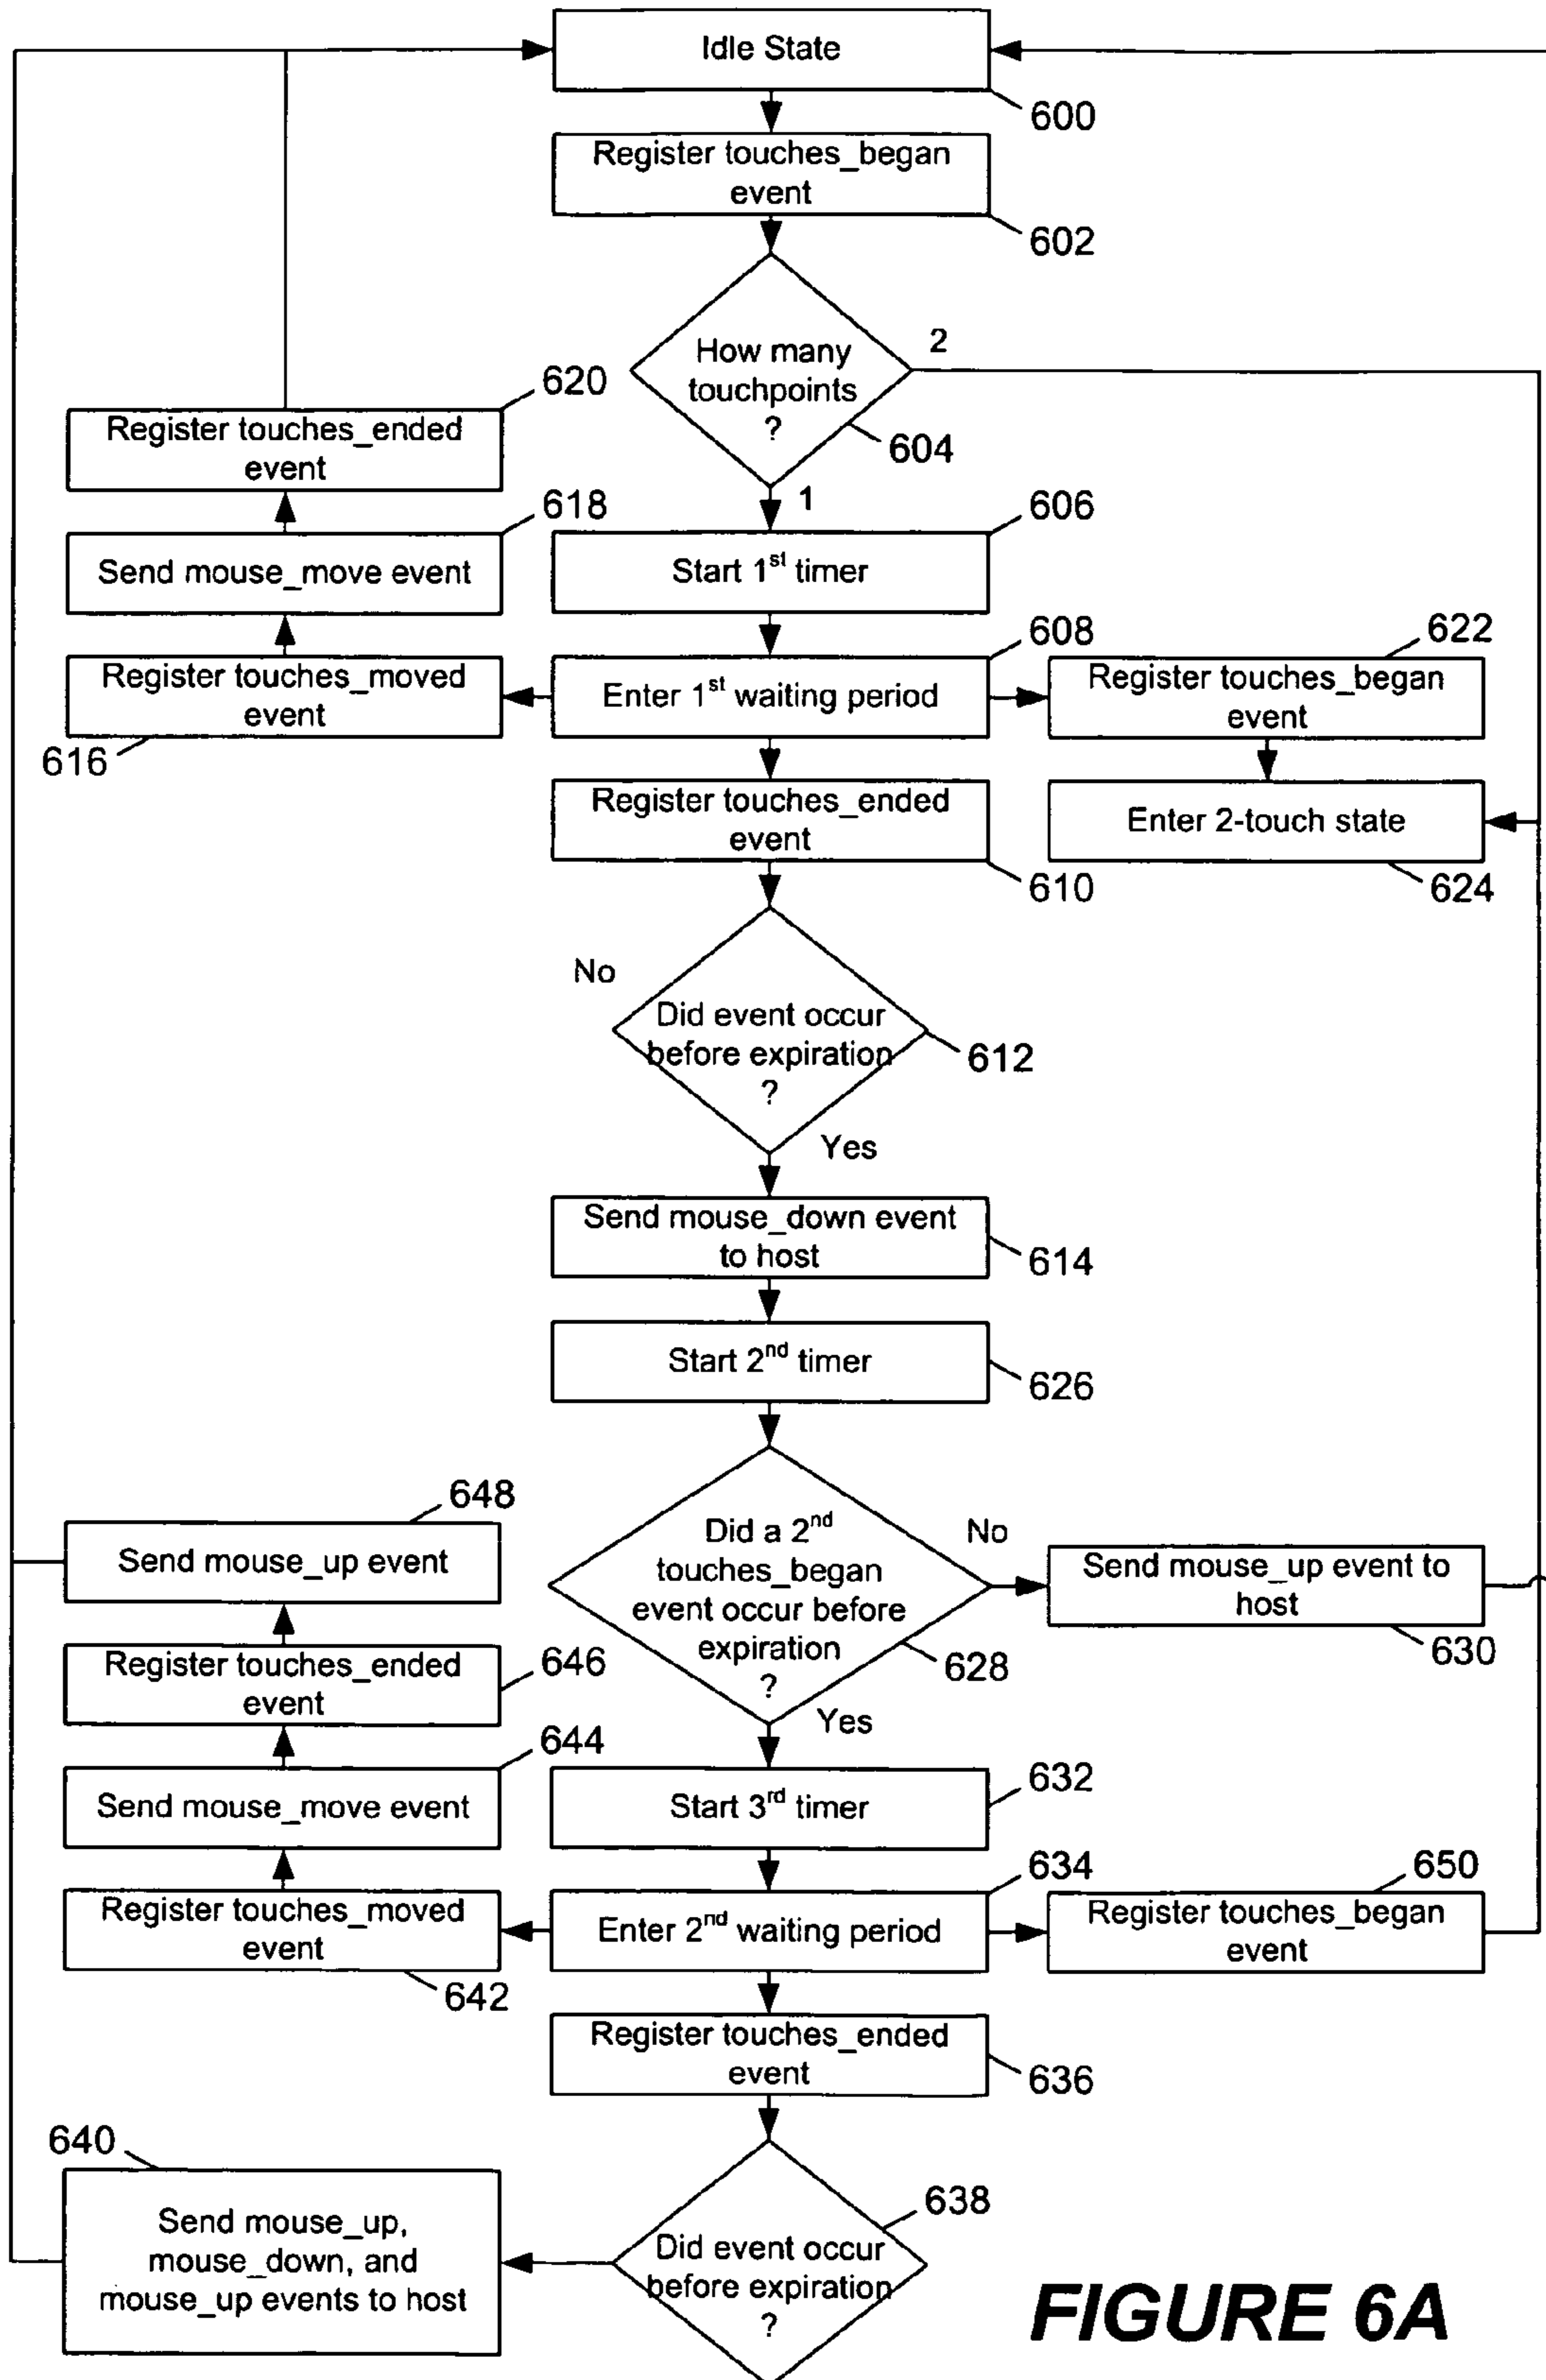 Idle State
600
Register touches_began
event
602
How many
touchpoints
?
2
604
1
620
Register touches_ended
event
618
Send mouse_move event
606
Start 1st timer
608
622
Register touches_moved
event
616
Enter 1st waiting period
Register touches_began
event
Register touches_ended
event
610
Enter 2-touch state
624
No
Did event occur
before expiration
?
612
Yes
Send mouse_down event
to host
614
Start 2nd timer
626
648
Send mouse_up event
Did a 2nd
touches_began
event occur before
expiration
?
No
628
Send mouse_up event to
host
630
Register touches_ended
event
646
Yes
644
Send mouse_move event
632
Start 3rd timer
634
650
Register touches_moved
event
642
Enter 2nd waiting period
Register touches_began
event
Register touches_ended
event
636
640
Send mouse_up,
mouse_down, and
mouse_up events to host
638
Did event occur
before expiration
?
FIGURE 6A